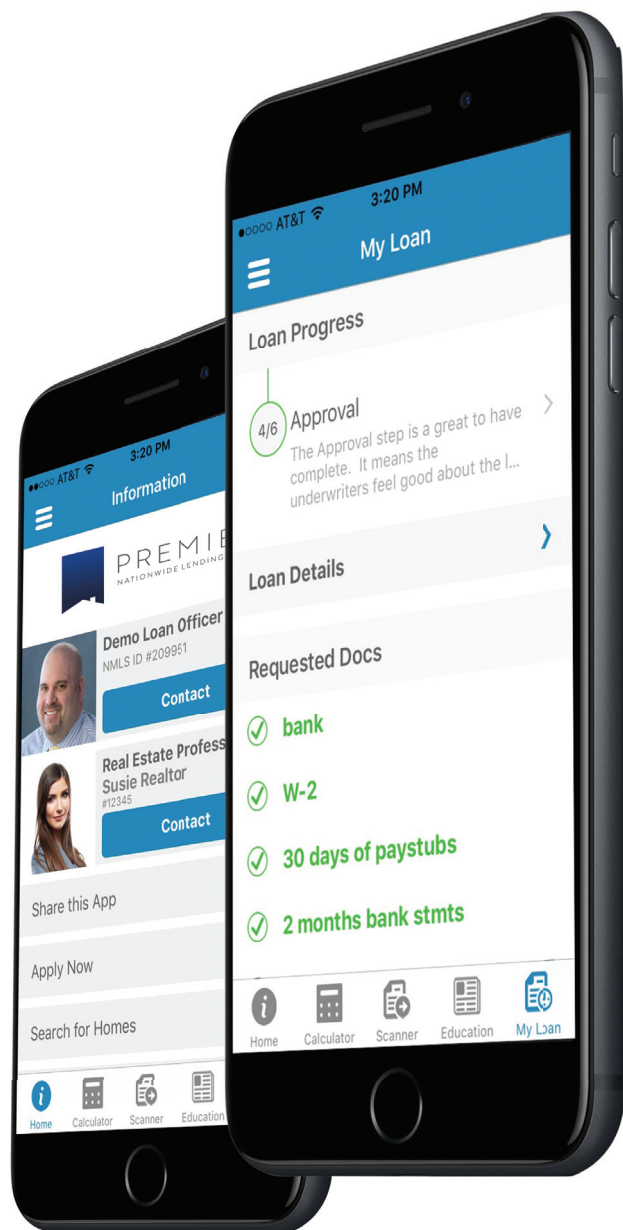 AT&T
3:20 PM
My Loan
Loan Progress
4/6
Approval
The Approval step is a great to have
complete. It means the
underwriters feel good about the l...
Loan Details
Requested Docs
bank
W-2
30 days of paystubs
2 months bank stmts
Home
Calculator
Scanner
Education
My Loan
AT&T
3:20 PM
Information
PREMIE
NATIONWIDE LENDING
Demo Loan Officer
NMLS ID #209951
Contact
Real Estate Profess
Susie Realtor
#12345
Contact
Share this App
Apply Now
Search for Homes
Home
Calculator
Scanner
Education